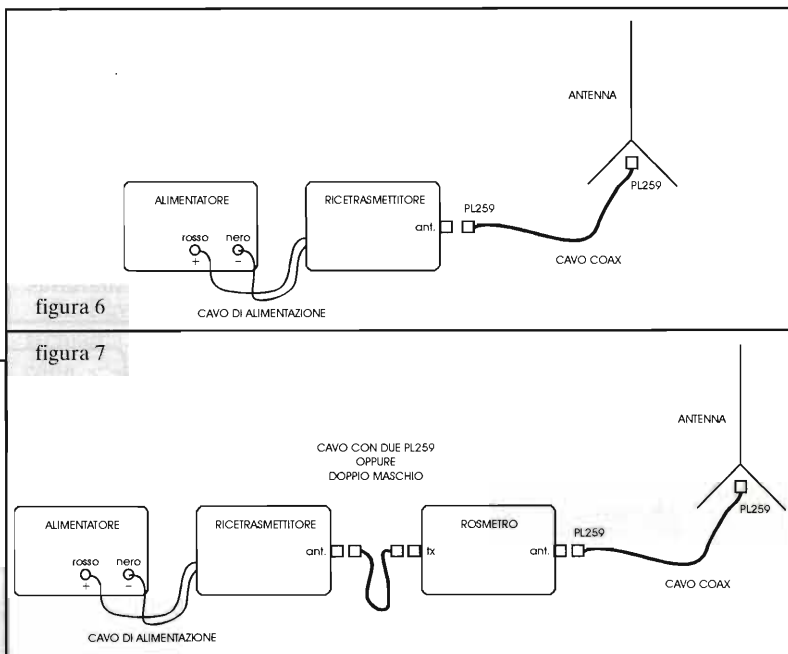 ANTENNA
ALIMENTATORE
rosso nero
+ −
RICETRASMETTITORE
ant.
PL259
PL259
CAVO COAX
CAVO DI ALIMENTAZIONE
figura 6
figura 7
ANTENNA
CAVO CON DUE PL259
OPPURE
DOPPIO MASCHIO
ALIMENTATORE
rosso nero
+ −
RICETRASMETTITORE
ant.
ROSMETRO
tx
ant.
PL259
PL259
CAVO COAX
CAVO DI ALIMENTAZIONE